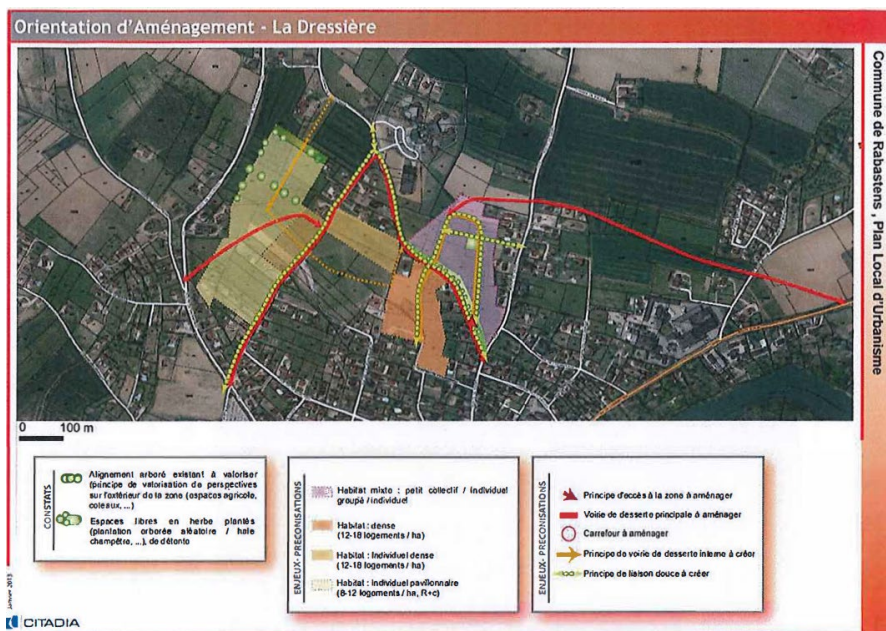 Orientation d'Aménagement - La Dressière
Commune de Rabastens , Plan Local d'Urbanisme
0 100 m
CONSTATS
Alignement arboré existant à valoriser
(principe de valorisation de perspectives
sur l'extérieur de la zone (espaces agricole,
coteaux, ...)
Espaces libres en herbe plantés
(plantation arborée aléatoire / haie
champêtre, ...), de détente
ENJEUX- PRECONISATIONS
Habitat mixte : petit collectif / individuel
groupé / individuel
Habitat : dense
(12-18 logements / ha)
Habitat : Individuel dense
(12-18 logements / ha)
Habitat : Individuel pavillonnaire
(8-12 logements / ha, R+c)
ENJEUX- PRECONISATIONS
Principe d'accès à la zone à aménager
Voirie de desserte principale à aménager
Carrefour à aménager
Principe de voirie de desserte interne à créer
Principe de liaison douce à créer
Janvier 2013
CITADIA